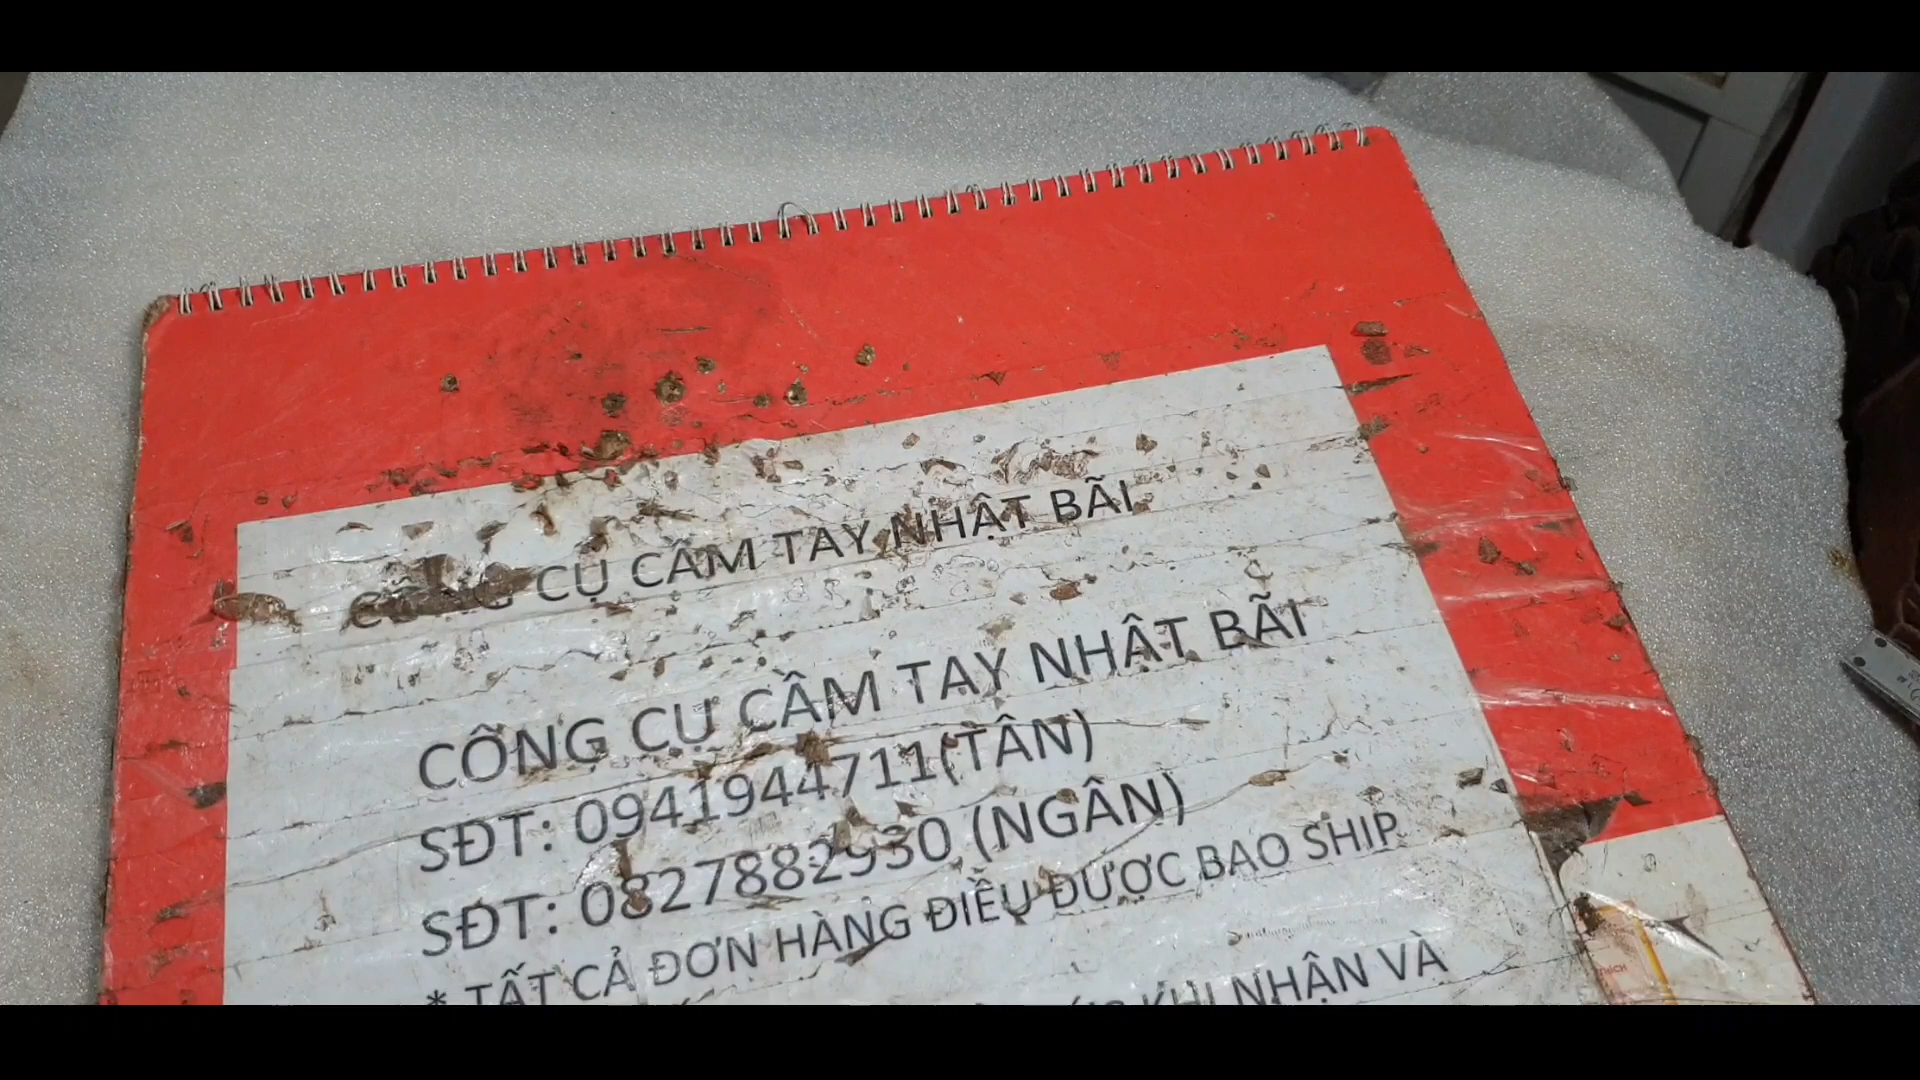 CÔNG CỤ CẦM TAY NHẬT BÃI
CÔNG CỤ CẦM TAY NHẬT BÃI
SĐT: 0941944711(TÂN)
SĐT: 0827882930 (NGÂN)
* TẤT CẢ ĐƠN HÀNG ĐIỀU ĐƯỢC BAO SHIP
KHI NHẬN VÀ